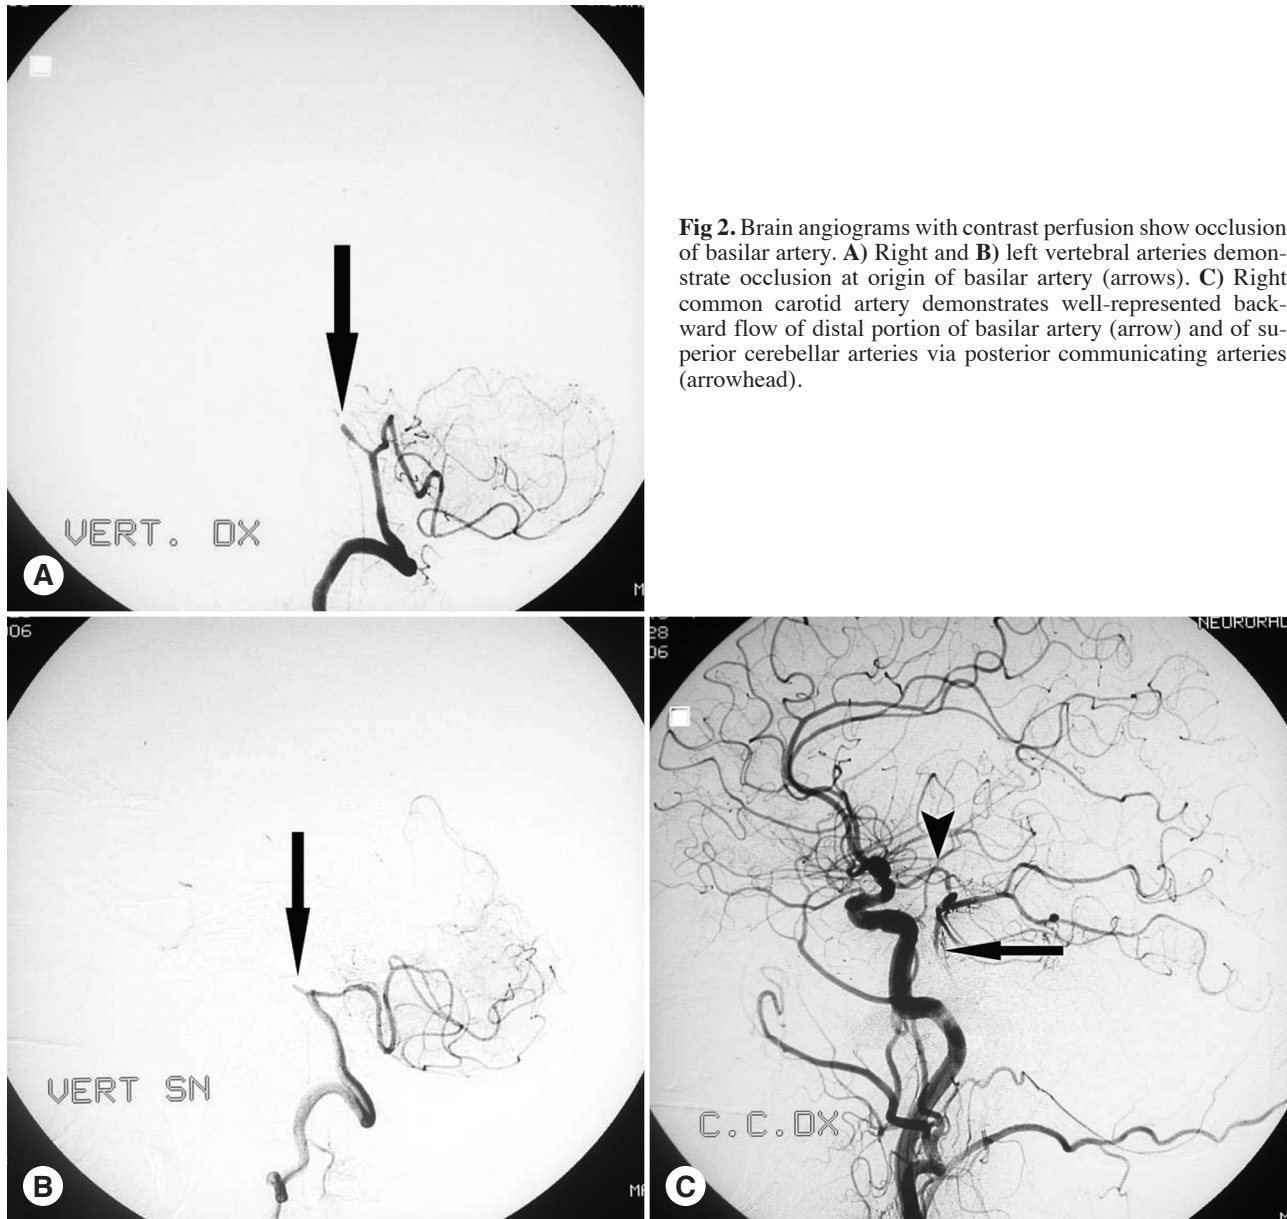 VERT. DX
A
Fig 2. Brain angiograms with contrast perfusion show occlusion
of basilar artery. A) Right and B) left vertebral arteries demon-
strate occlusion at origin of basilar artery (arrows). C) Right
common carotid artery demonstrates well-represented back-
ward flow of distal portion of basilar artery (arrow) and of su-
perior cerebellar arteries via posterior communicating arteries
(arrowhead).
06
VERT SN
B
28
06
NEURORAD
C.C.DX
C